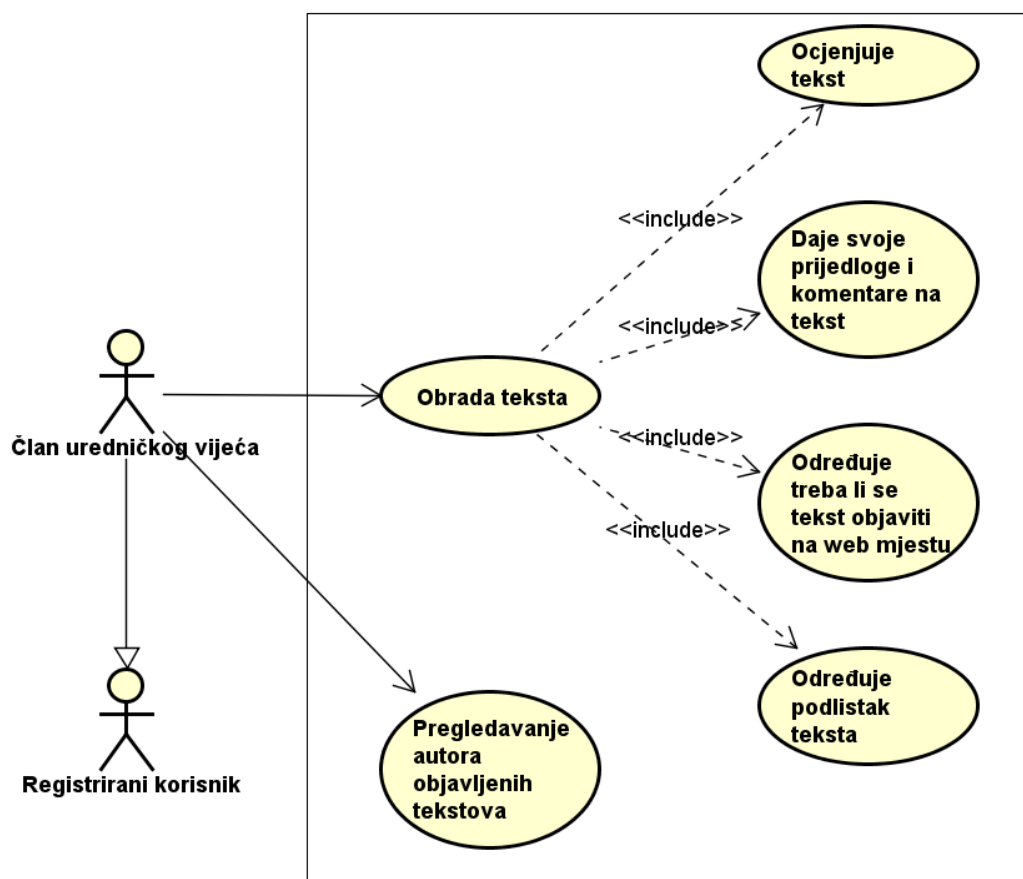 Ocjenjuje
tekst
<<include>>
Daje svoje
prijedloge i
komentare na
tekst
<<include>>
Obrada teksta
Član uredničkog vijeća
<<include>>
Određuje
treba li se
tekst objaviti
na web mjestu
<<include>>
Određuje
podlistak
teksta
Pregledavanje
autora
objavljenih
tekstova
Registrirani korisnik